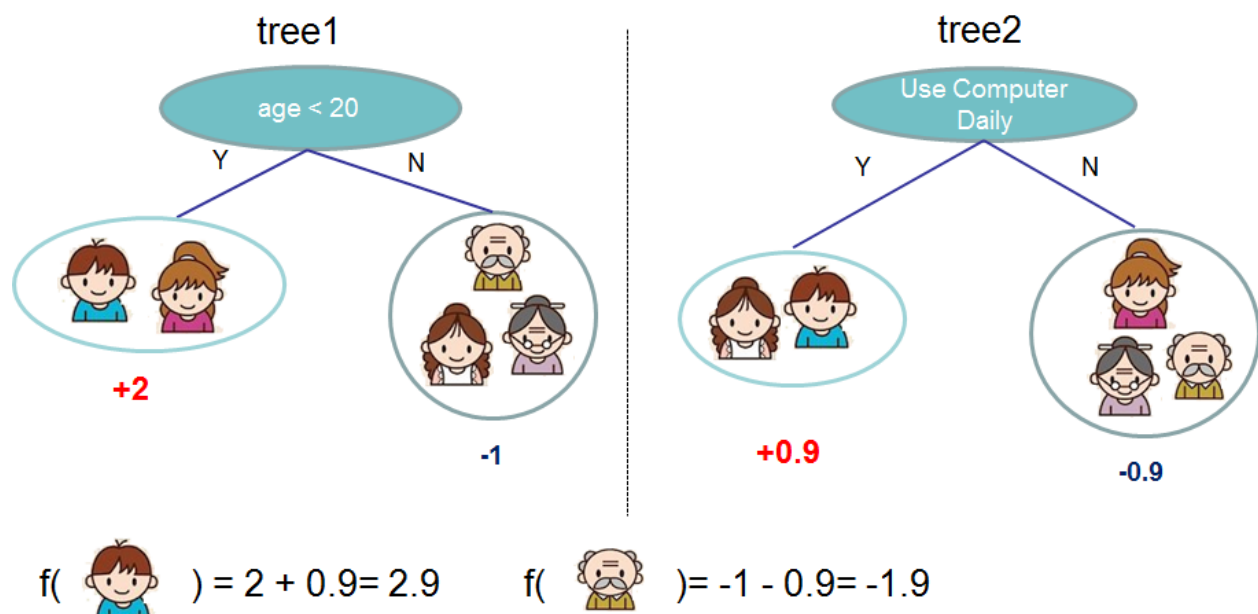 tree1
age < 20
Y
N
+2
-1
tree2
Use Computer
Daily
Y
N
+0.9
-0.9
f( ) = 2 + 0.9= 2.9
f( )= -1 - 0.9= -1.9